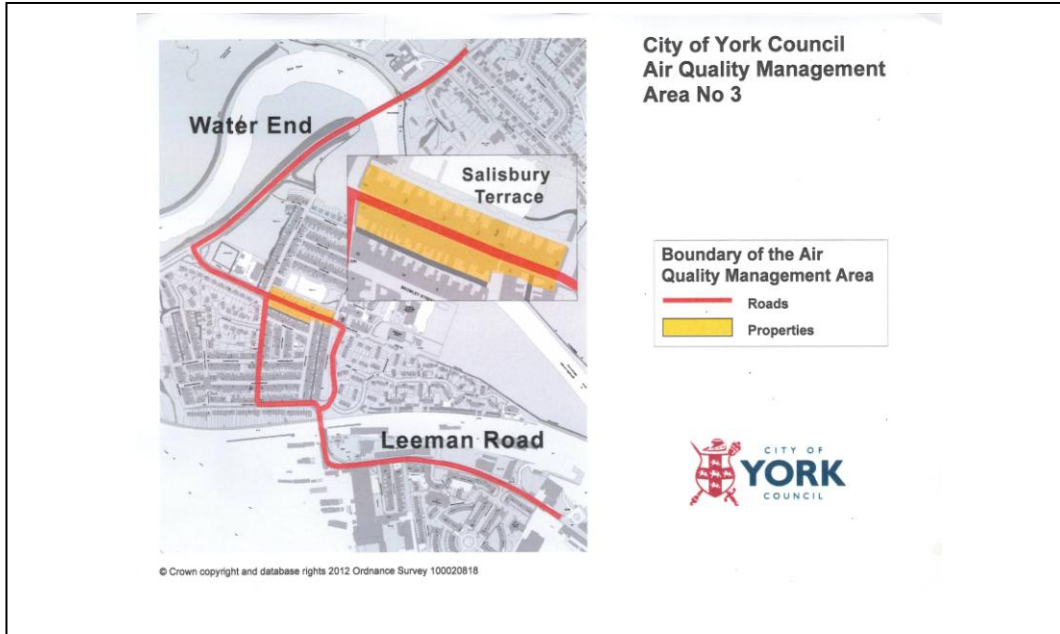 City of York Council
Air Quality Management
Area No 3
Water End
Salisbury
Terrace
Boundary of the Air
Quality Management Area
Roads
Properties
Leeman Road
CITY OF
YORK
COUNCIL
© Crown copyright and database rights 2012 Ordnance Survey 100020818